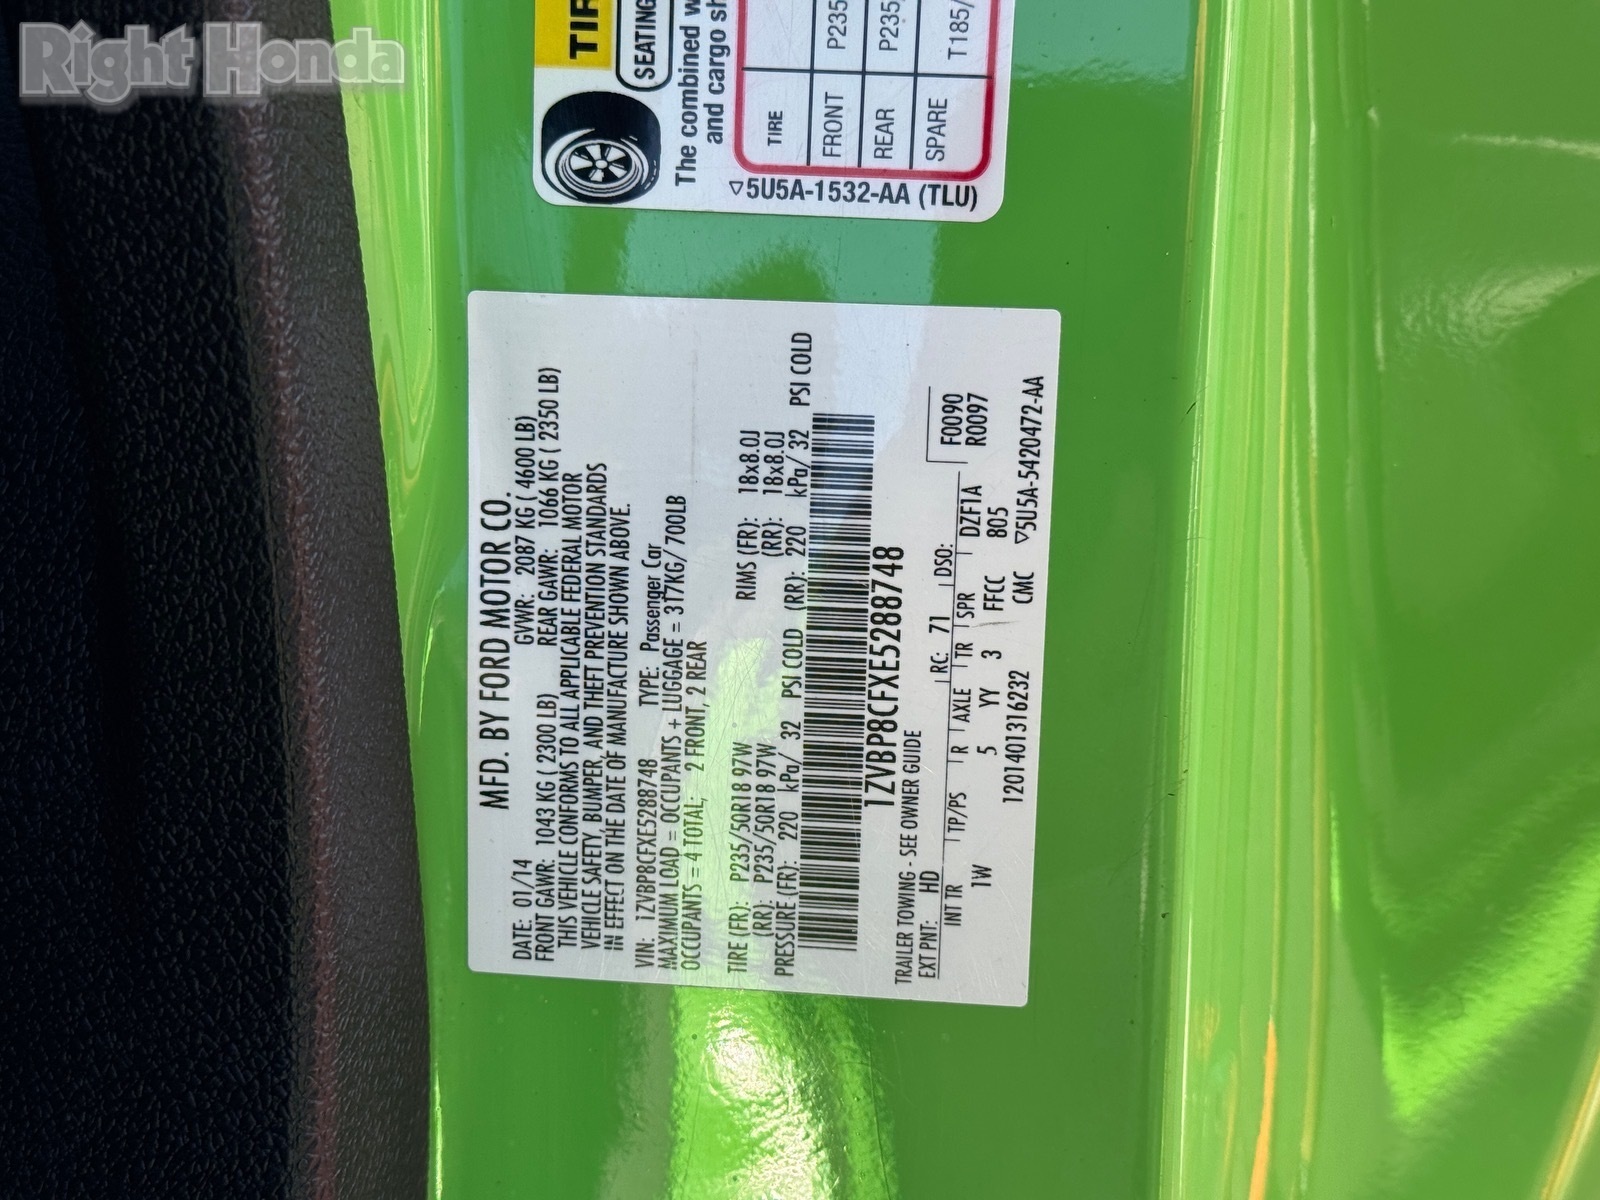 Right Honda
TIR
SEATING
The combined w
and cargo sh
TIRE
FRONT P235
REAR P235
SPARE T185/
▽5U5A-1532-AA (TLU)
MFD. BY FORD MOTOR CO.
DATE: 01/14 GVWR: 2087 KG ( 4600 LB)
FRONT GAWR: 1043 KG ( 2300 LB) REAR GAWR: 1066 KG ( 2350 LB)
THIS VEHICLE CONFORMS TO ALL APPLICABLE FEDERAL MOTOR
VEHICLE SAFETY, BUMPER, AND THEFT PREVENTION STANDARDS
IN EFFECT ON THE DATE OF MANUFACTURE SHOWN ABOVE.
VIN: 1ZVBP8CFXE5288748 TYPE: Passenger Car
MAXIMUM LOAD = OCCUPANTS + LUGGAGE = 317KG/700LB
OCCUPANTS = 4 TOTAL; 2 FRONT, 2 REAR
TIRE (FR): P235/50R18 97W RIMS (FR): 18x8.0J
(RR): P235/50R18 97W (RR): 18x8.0J
PRESSURE (FR): 220 kPa/ 32 PSI COLD (RR): 220 kPa/ 32 PSI COLD
1ZVBP8CFXE5288748
TRAILER TOWING - SEE OWNER GUIDE
EXT PNT: HD RC: 71 DSO: F0090
R0097
INT TR TP/PS R AXLE TR SPR DZF1A
1W 5 YY 3 FFCC 805
120140131316232 CMC ▽5U5A-5420472-AA